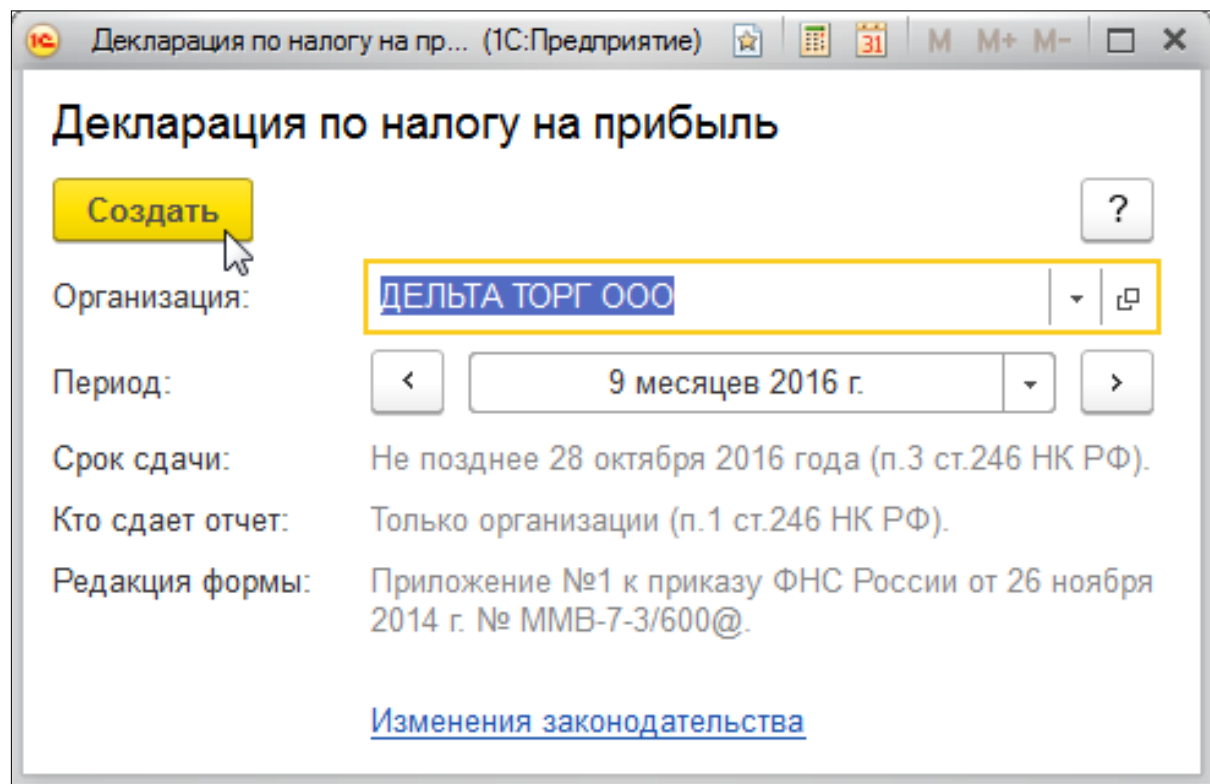 1С Декларация по налогу на пр... (1С:Предприятие) 31 M M+ M-
Декларация по налогу на прибыль
Создать ?
Организация: ДЕЛЬТА ТОРГ ООО
Период: < 9 месяцев 2016 г. >
Срок сдачи: Не позднее 28 октября 2016 года (п.3 ст.246 НК РФ).
Кто сдает отчет: Только организации (п.1 ст.246 НК РФ).
Редакция формы: Приложение №1 к приказу ФНС России от 26 ноября
2014 г. № ММВ-7-3/600@.
Изменения законодательства